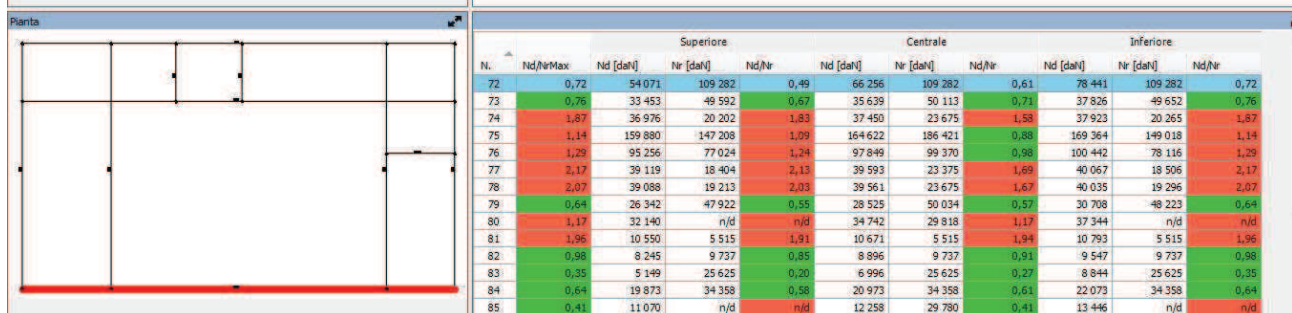 Pianta
Superiore Centrale Inferiore
N. Nd/NrMax Nd [daN] Nr [daN] Nd/Nr Nd [daN] Nr [daN] Nd/Nr Nd [daN] Nr [daN] Nd/Nr
72 0,72 54 071 109 282 0,49 66 256 109 282 0,61 78 441 109 282 0,72
73 0,76 33 453 49 592 0,67 35 639 50 113 0,71 37 826 49 652 0,76
74 1,87 36 976 20 202 1,83 37 450 23 675 1,58 37 923 20 265 1,87
75 1,14 159 880 147 208 1,09 164 622 186 421 0,88 169 364 149 018 1,14
76 1,29 95 256 77 024 1,24 97 849 99 370 0,98 100 442 78 116 1,29
77 2,17 39 119 18 404 2,13 39 593 23 375 1,69 40 067 18 506 2,17
78 2,07 39 088 19 213 2,03 39 561 23 675 1,67 40 035 19 296 2,07
79 0,64 26 342 47 922 0,55 28 525 50 034 0,57 30 708 48 223 0,64
80 1,17 32 140 n/d n/d 34 742 29 818 1,17 37 344 n/d n/d
81 1,96 10 550 5 515 1,91 10 671 5 515 1,94 10 793 5 515 1,96
82 0,98 8 245 9 737 0,85 8 896 9 737 0,91 9 547 9 737 0,98
83 0,35 5 149 25 625 0,20 6 996 25 625 0,27 8 844 25 625 0,35
84 0,64 19 873 34 358 0,58 20 973 34 358 0,61 22 073 34 358 0,64
85 0,41 11 070 n/d n/d 12 258 29 780 0,41 13 446 n/d n/d